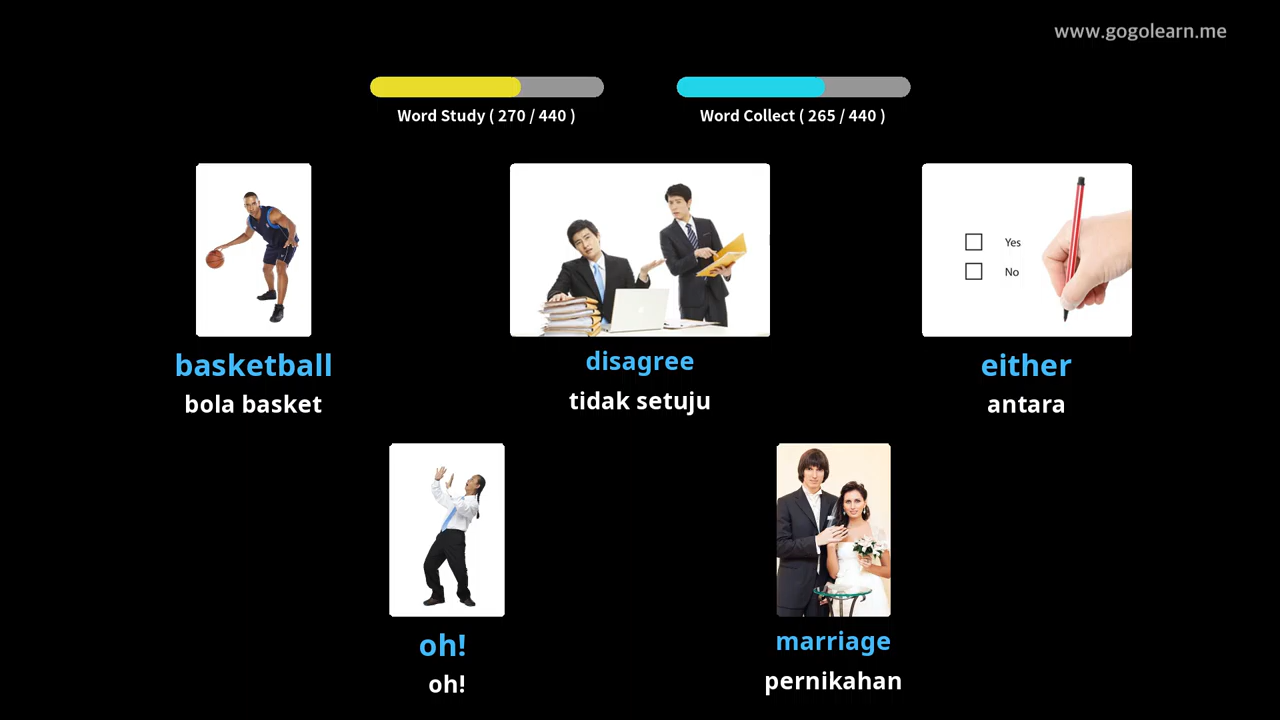 www.gogolearn.me
Word Study ( 270 / 440 )
Word Collect ( 265 / 440 )
Yes
No
basketball
bola basket
disagree
tidak setuju
either
antara
oh!
oh!
marriage
pernikahan